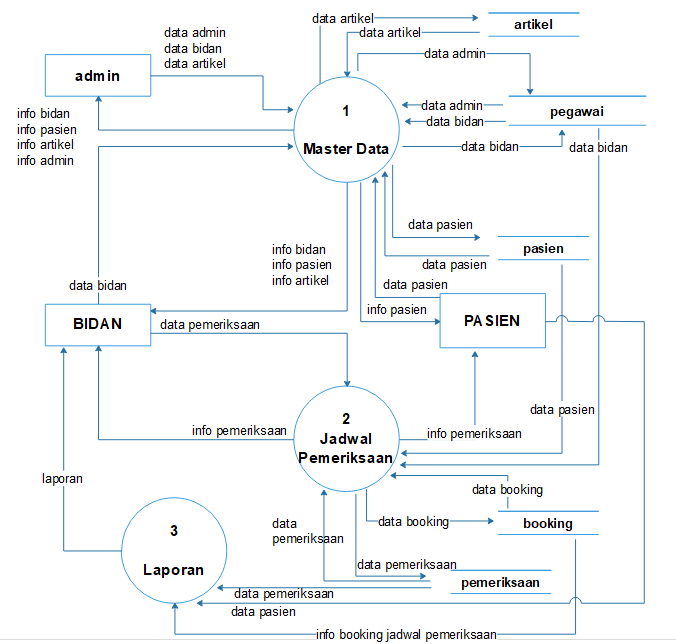 data artikel
artikel
data admin
data bidan
data artikel
data artikel
data admin
admin
1
Master Data
data admin
data bidan
pegawai
info bidan
info pasien
info artikel
info admin
data bidan
data bidan
data pasien
pasien
info bidan
info pasien
info artikel
data pasien
data bidan
data pasien
info pasien
BIDAN
data pemeriksaan
PASIEN
data pasien
2
Jadwal
Pemeriksaan
info pemeriksaan
info pemeriksaan
laporan
data booking
data booking
booking
data
pemeriksaan
3
Laporan
data pemeriksaan
pemeriksaan
data pemeriksaan
data pasien
info booking jadwal pemeriksaan